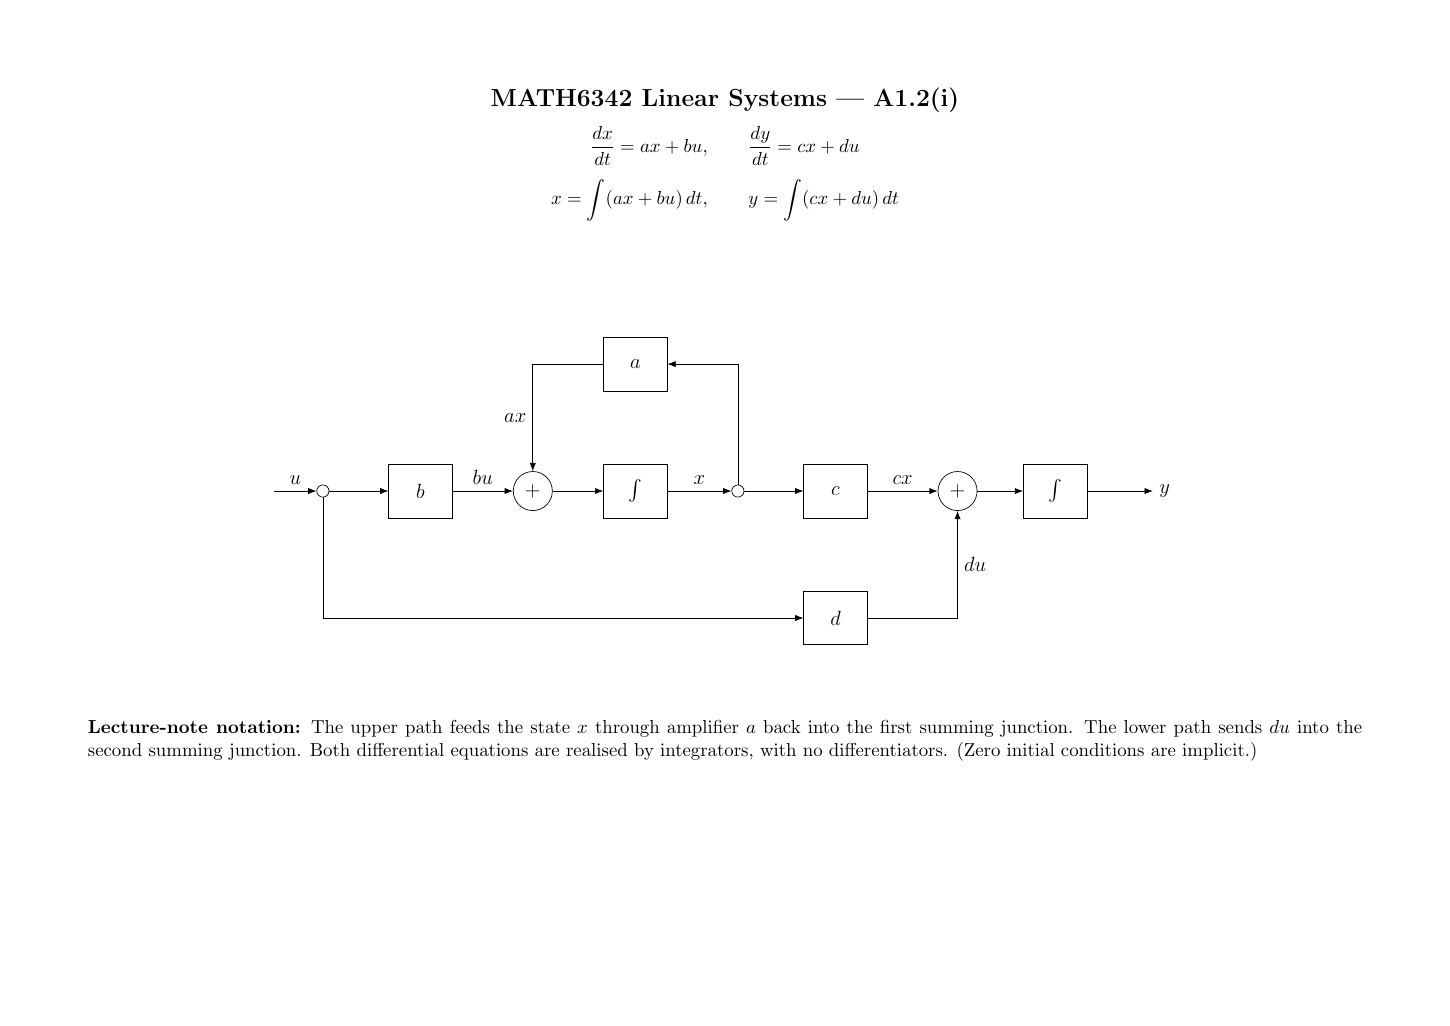 MATH6342 Linear Systems — A1.2(i)
dx/dt = ax + bu, dy/dt = cx + du
x = ∫(ax + bu) dt, y = ∫(cx + du) dt
a
ax
u b bu + ∫ x c cx + ∫ y
du
d
Lecture-note notation: The upper path feeds the state x through amplifier a back into the first summing junction. The lower path sends du into the
second summing junction. Both differential equations are realised by integrators, with no differentiators. (Zero initial conditions are implicit.)